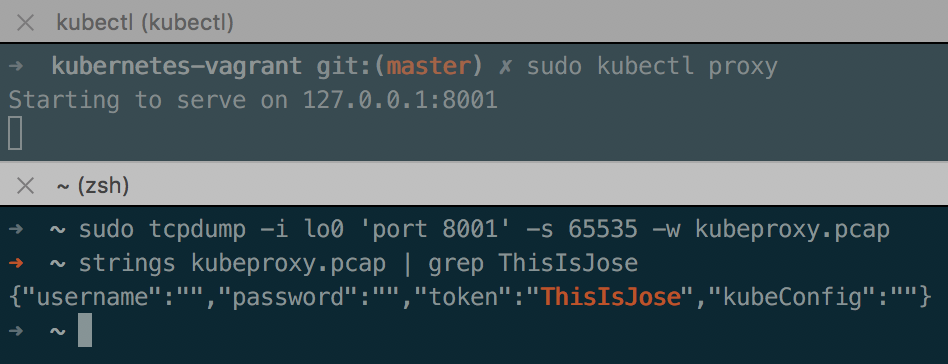 kubectl (kubectl)
➜ kubernetes-vagrant git:(master) ✗ sudo kubectl proxy
Starting to serve on 127.0.0.1:8001
~ (zsh)
➜ ~ sudo tcpdump -i lo0 'port 8001' -s 65535 -w kubeproxy.pcap
➜ ~ strings kubeproxy.pcap | grep ThisIsJose
{"username":"","password":"","token":"ThisIsJose","kubeConfig":""}
➜ ~